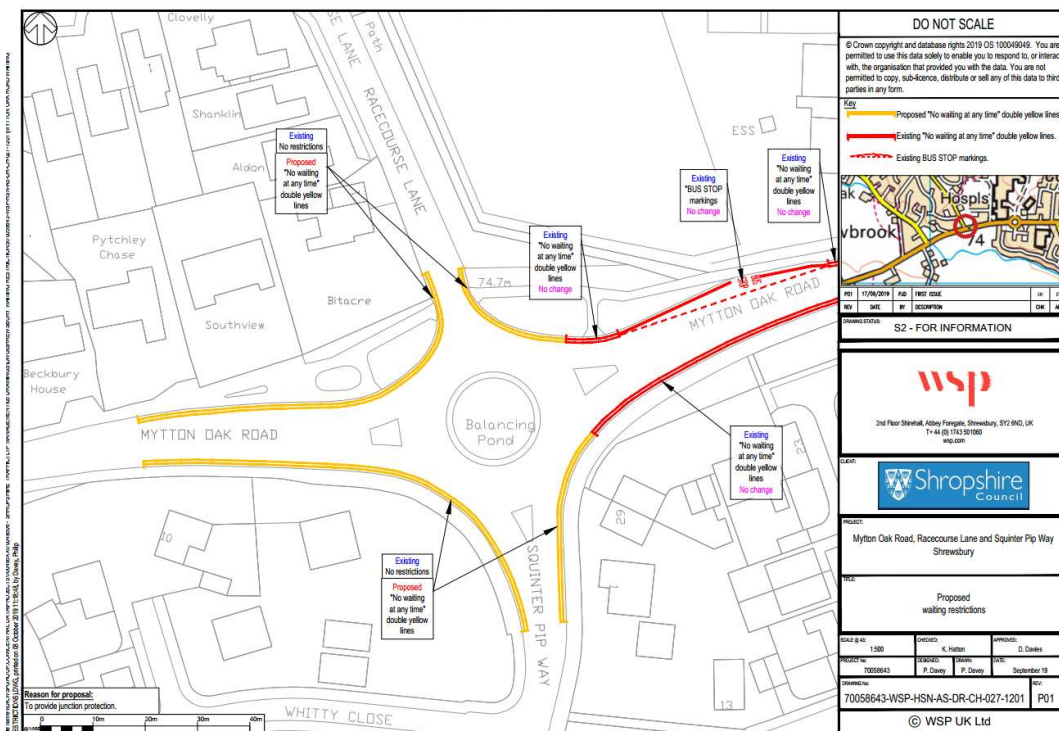 Clovelly
1
Shanklin
Aldon
Pytchley
Chase
Bitacre
Southview
Beckbury
House
Path
RACECOURSE LANE
ESS
74.7m
Existing
No restrictions
Proposed
"No waiting
at any time"
double yellow
lines
Existing
"No waiting
at any time"
double yellow
lines
No change
Existing
"BUS STOP
markings
No change
Existing
"No waiting
at any time"
double yellow
lines
No change
BUS
STOP
MYTTON OAK ROAD
Balancing
Pond
MYTTON OAK ROAD
Existing
"No waiting
at any time"
double yellow
lines
No change
23
29
10
1
Existing
No restrictions
Proposed
"No waiting
at any time"
double yellow
lines
SQUINTER PIP WAY
13
WHITTY CLOSE
Reason for proposal:
To provide junction protection.
0 10m 20m 30m 40m
DO NOT SCALE
© Crown copyright and database rights 2019 OS 100049049. You are
permitted to use this data solely to enable you to respond to, or interac
with, the organisation that provided you with the data. You are not
permitted to copy, sub-licence, distribute or sell any of this data to third
parties in any form.
Key
Proposed "No waiting at any time" double yellow lines
Existing "No waiting at any time" double yellow lines.
Existing BUS STOP markings.
ak
Hospls
wbrook
74
P01 17/09/2019 PJD FIRST ISSUE
REV DATE BY DESCRIPTION CHK
DRAWING STATUS:
S2 - FOR INFORMATION
wsp
2nd Floor Shirehall, Abbey Foregate, Shrewsbury, SY2 6ND, UK
T+ 44 (0) 1743 501060
wsp.com
CLIENT:
Shropshire
Council
PROJECT:
Mytton Oak Road, Racecourse Lane and Squinter Pip Way
Shrewsbury
TITLE:
Proposed
waiting restrictions
SCALE @ A3: CHECKED: APPROVED:
1:500 K. Hatton D. Davies
PROJECT No: DESIGNED: DRAWN: DATE:
70058643 P. Davey P. Davey September 19
DRAWING No: REV:
70058643-WSP-HSN-AS-DR-CH-027-1201 P01
© WSP UK Ltd